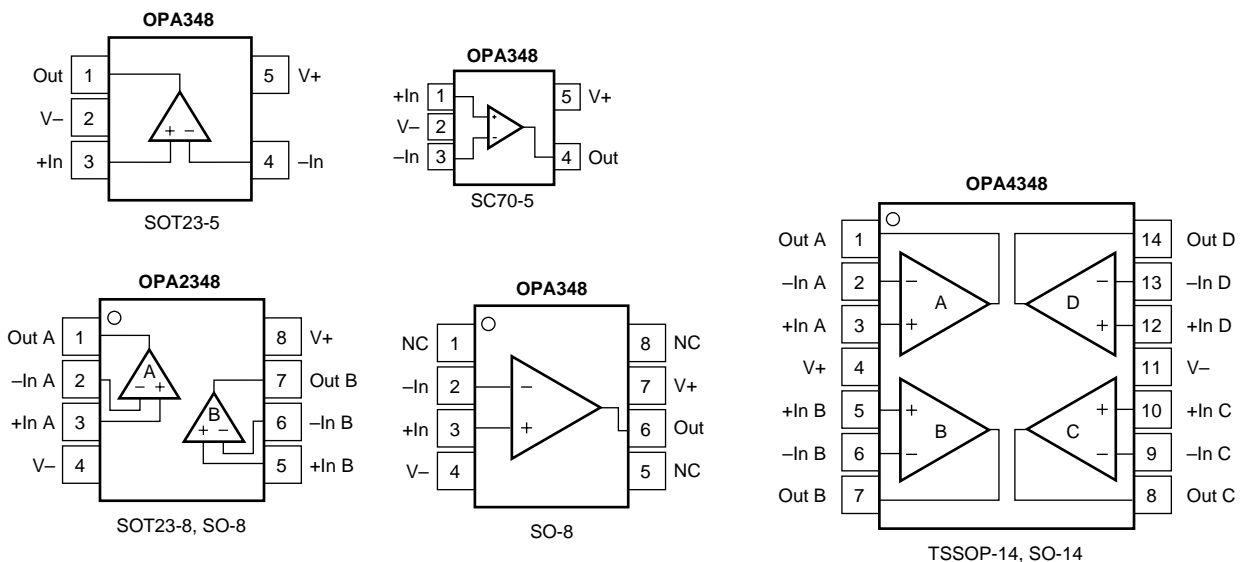 OPA348
Out 1
5 V+
V– 2
+In 3 + –
4 –In
SOT23-5
OPA348
+In 1 +
5 V+
V– 2
–In 3 -
4 Out
SC70-5
OPA2348
Out A 1
8 V+
A
–In A 2 – +
7 Out B
B
+In A 3
+ – 6 –In B
V– 4
5 +In B
SOT23-8, SO-8
OPA348
NC 1
8 NC
–In 2 –
7 V+
+In 3 +
6 Out
V– 4
5 NC
SO-8
OPA4348
Out A 1
14 Out D
–In A 2 –
– 13 –In D
A D
+In A 3 +
+ 12 +In D
V+ 4
11 V–
+In B 5 +
+ 10 +In C
B C
–In B 6 –
– 9 –In C
Out B 7
8 Out C
TSSOP-14, SO-14